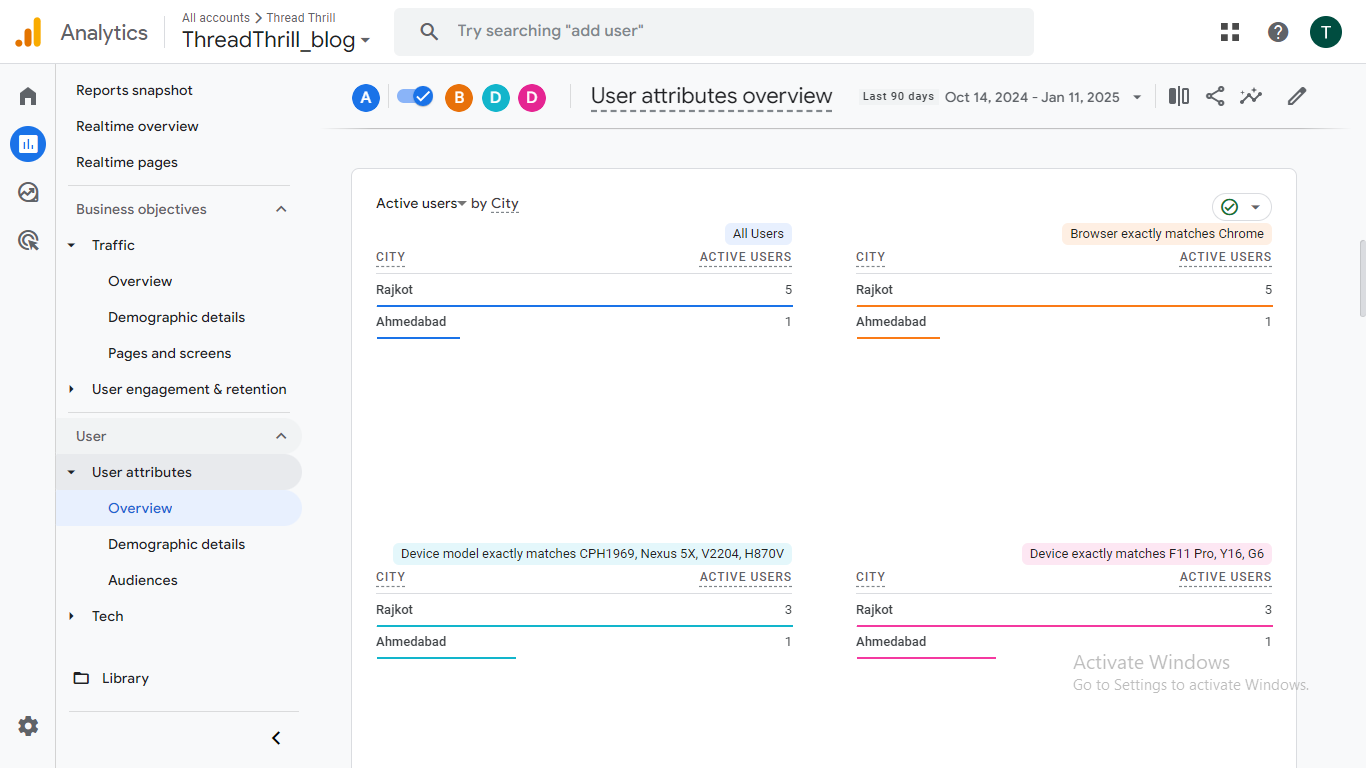 Analytics
All accounts > Thread Thrill
ThreadThrill_blog
Try searching "add user"
T
Reports snapshot
Realtime overview
Realtime pages
Business objectives
Traffic
Overview
Demographic details
Pages and screens
User engagement & retention
User
User attributes
Overview
Demographic details
Audiences
Tech
Library
A B D D User attributes overview Last 90 days Oct 14, 2024 - Jan 11, 2025
Active users by City
All Users
CITY ACTIVE USERS
Rajkot 5
Ahmedabad 1
Browser exactly matches Chrome
CITY ACTIVE USERS
Rajkot 5
Ahmedabad 1
Device model exactly matches CPH1969, Nexus 5X, V2204, H870V
CITY ACTIVE USERS
Rajkot 3
Ahmedabad 1
Device exactly matches F11 Pro, Y16, G6
CITY ACTIVE USERS
Rajkot 3
Ahmedabad 1
Activate Windows
Go to Settings to activate Windows.